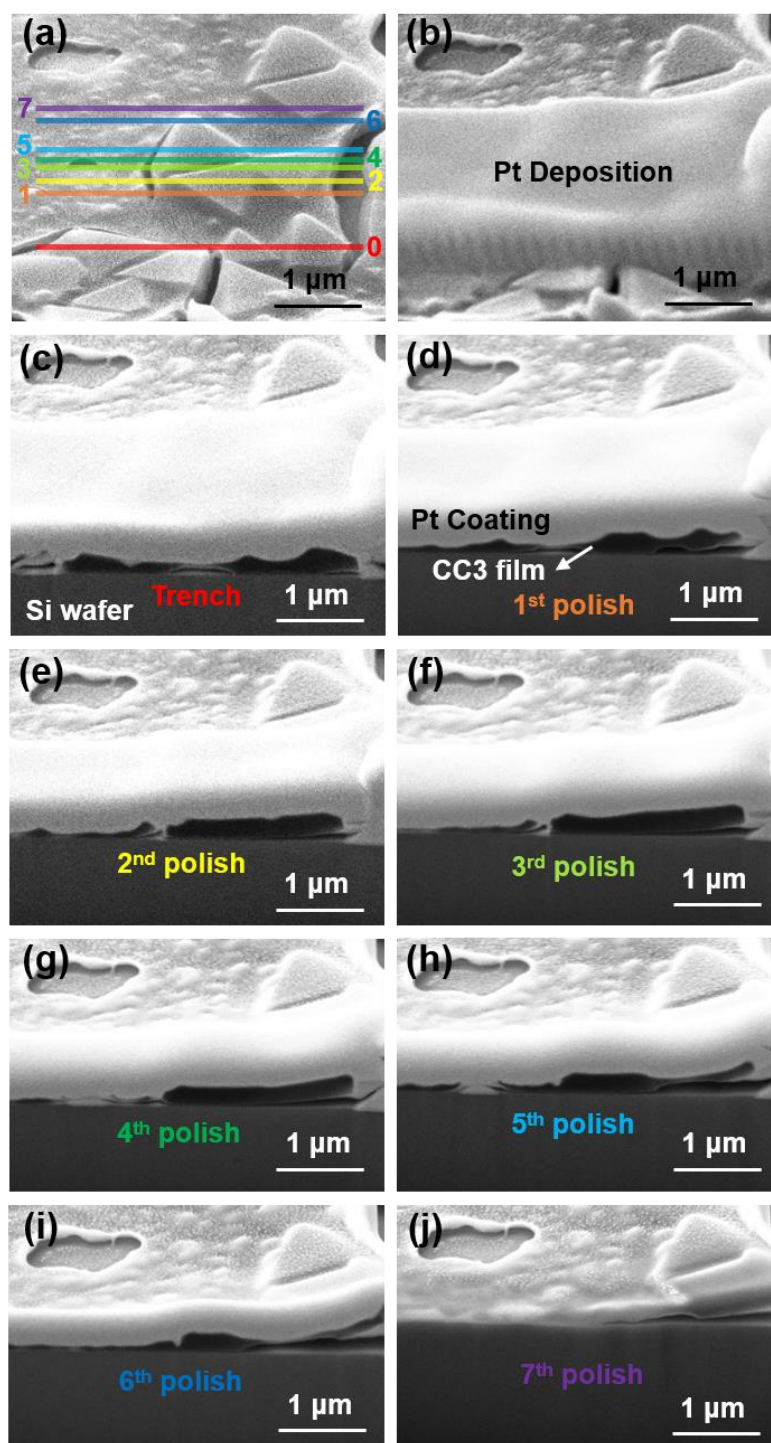 (a)
7
6
5
4
3
2
1
0
1 µm
(b)
Pt Deposition
1 µm
(c)
Si wafer
Trench
1 µm
(d)
Pt Coating
CC3 film
1st polish
1 µm
(e)
2nd polish
1 µm
(f)
3rd polish
1 µm
(g)
4th polish
1 µm
(h)
5th polish
1 µm
(i)
6th polish
1 µm
(j)
7th polish
1 µm